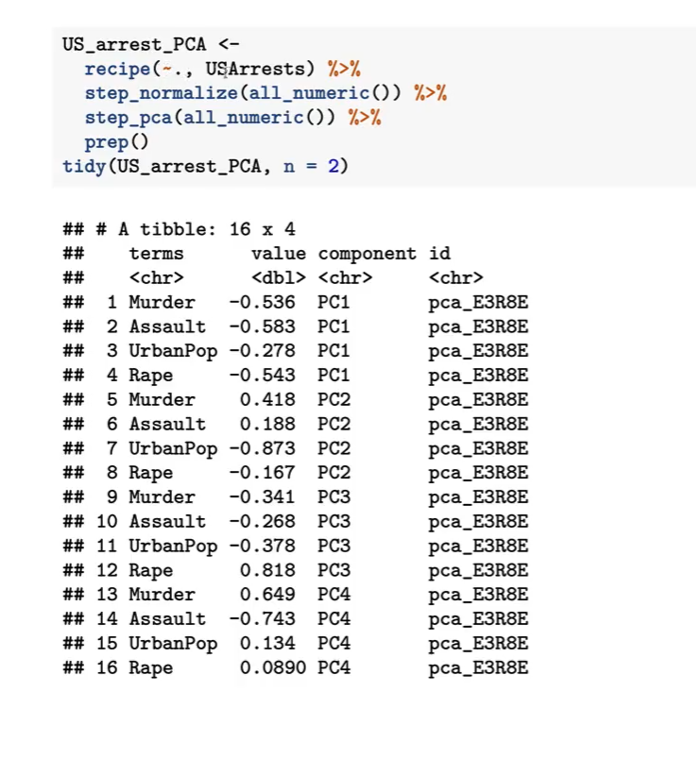 US_arrest_PCA <-
recipe(~., USArrests) %>%
step_normalize(all_numeric()) %>%
step_pca(all_numeric()) %>%
prep()
tidy(US_arrest_PCA, n = 2)
## # A tibble: 16 x 4
## terms value component id
## <chr> <dbl> <chr> <chr>
## 1 Murder -0.536 PC1 pca_E3R8E
## 2 Assault -0.583 PC1 pca_E3R8E
## 3 UrbanPop -0.278 PC1 pca_E3R8E
## 4 Rape -0.543 PC1 pca_E3R8E
## 5 Murder 0.418 PC2 pca_E3R8E
## 6 Assault 0.188 PC2 pca_E3R8E
## 7 UrbanPop -0.873 PC2 pca_E3R8E
## 8 Rape -0.167 PC2 pca_E3R8E
## 9 Murder -0.341 PC3 pca_E3R8E
## 10 Assault -0.268 PC3 pca_E3R8E
## 11 UrbanPop -0.378 PC3 pca_E3R8E
## 12 Rape 0.818 PC3 pca_E3R8E
## 13 Murder 0.649 PC4 pca_E3R8E
## 14 Assault -0.743 PC4 pca_E3R8E
## 15 UrbanPop 0.134 PC4 pca_E3R8E
## 16 Rape 0.0890 PC4 pca_E3R8E